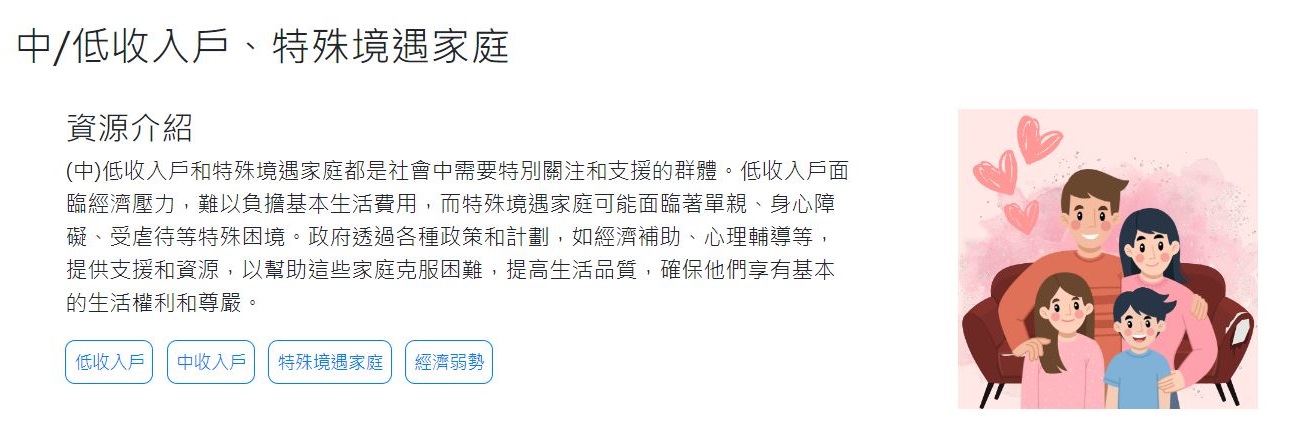 中/低收入戶、特殊境遇家庭
資源介紹
(中)低收入戶和特殊境遇家庭都是社會中需要特別關注和支援的群體。低收入戶面
臨經濟壓力，難以負擔基本生活費用，而特殊境遇家庭可能面臨著單親、身心障
礙、受虐待等特殊困境。政府透過各種政策和計劃，如經濟補助、心理輔導等，
提供支援和資源，以幫助這些家庭克服困難，提高生活品質，確保他們享有基本
的生活權利和尊嚴。
低收入戶 中收入戶 特殊境遇家庭 經濟弱勢